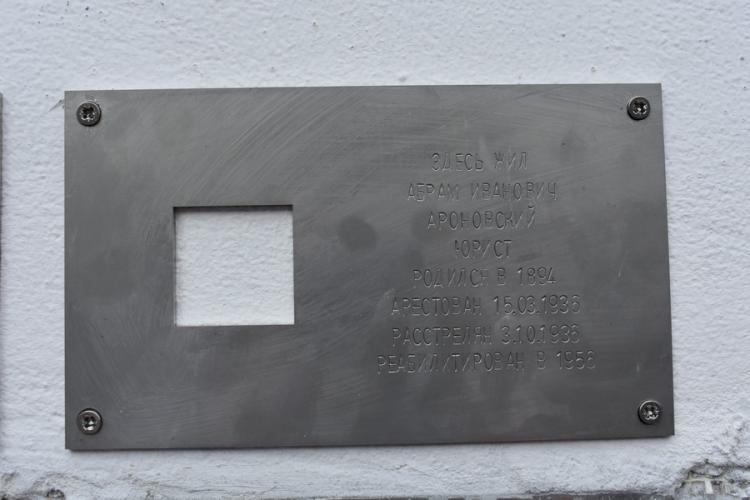 ЗДЕСЬ ЖИЛ
АБРАМ ИВАНОВИЧ
АРОНОВСКИЙ
ЮРИСТ
РОДИЛСЯ В 1894
АРЕСТОВАН 15.03.1936
РАССТРЕЛЯН 3.10.1936
РЕАБИЛИТИРОВАН В 1956